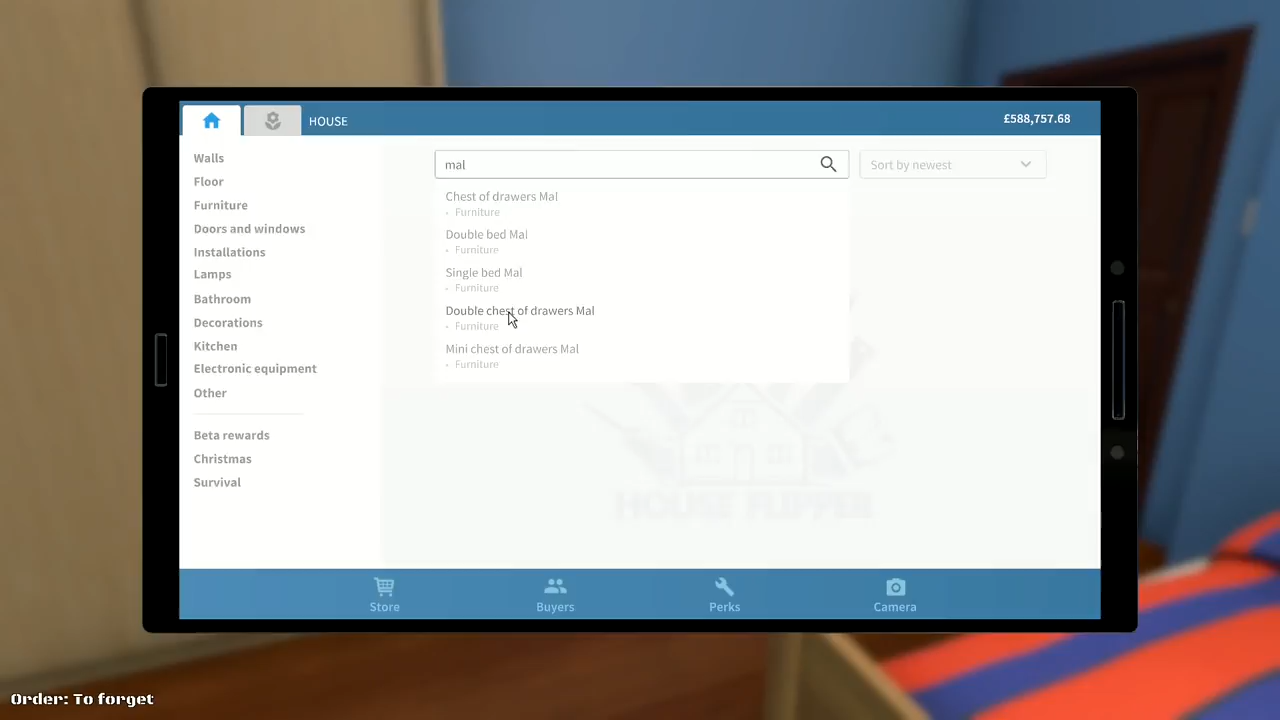 HOUSE
£588,757.68
Walls
Floor
Furniture
Doors and windows
Installations
Lamps
Bathroom
Decorations
Kitchen
Electronic equipment
Other
Beta rewards
Christmas
Survival
mal
Sort by newest
Chest of drawers Mal
- Furniture
Double bed Mal
- Furniture
Single bed Mal
- Furniture
Double chest of drawers Mal
- Furniture
Mini chest of drawers Mal
- Furniture
HOUSE FLIPPER
Store
Buyers
Perks
Camera
Order: To forget